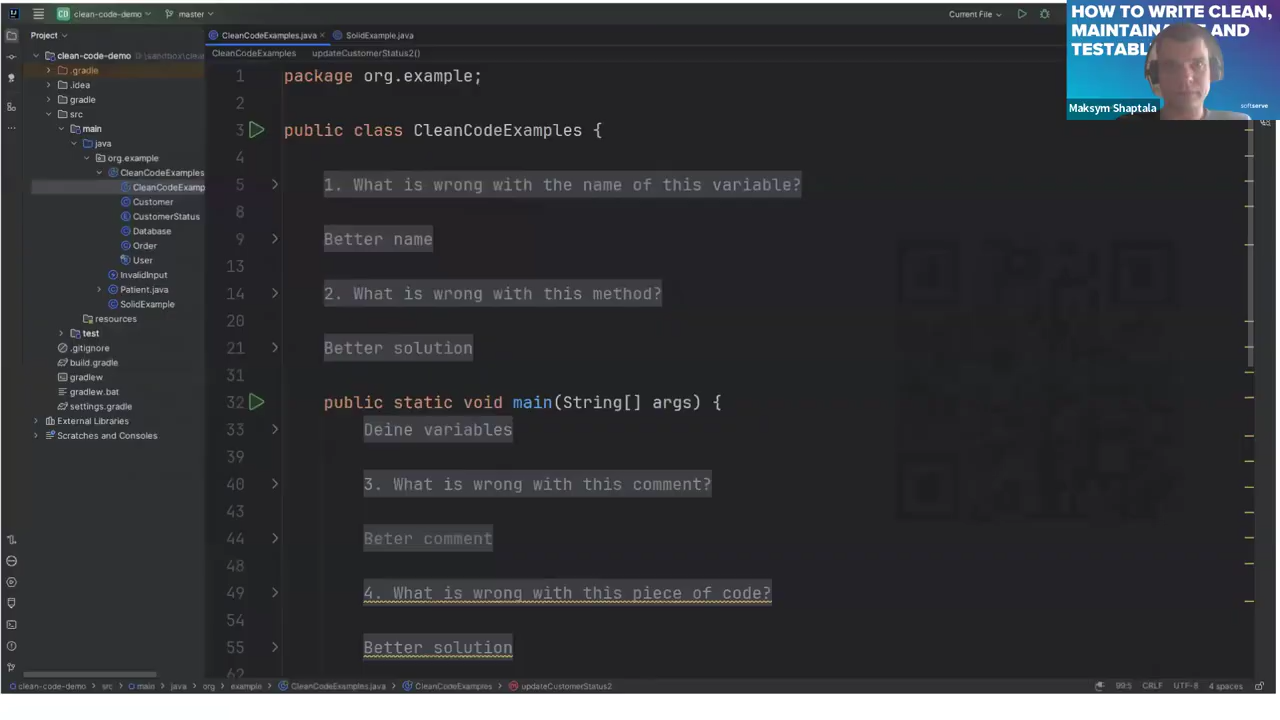 CD clean-code-demo
master
Current File
HOW TO WRITE CLEAN,
Maksym Shaptala
softserve
Project
clean-code-demo
.gradle
.idea
gradle
src
main
java
org.example
CleanCodeExamples
CleanCodeExamp
Customer
CustomerStatus
Database
Order
User
InvalidInput
Patient.java
SolidExample
resources
test
.gitignore
build.gradle
gradlew
gradlew.bat
settings.gradle
External Libraries
Scratches and Consoles
CleanCodeExamples.java
SolidExample.java
CleanCodeExamples updateCustomerStatus2()
1 package org.example;
2
3 public class CleanCodeExamples {
4
5 1. What is wrong with the name of this variable?
8
9 Better name
13
14 2. What is wrong with this method?
20
21 Better solution
31
32 public static void main(String[] args) {
33 Deine variables
39
40 3. What is wrong with this comment?
43
44 Beter comment
48
49 4. What is wrong with this piece of code?
54
55 Better solution
62
clean-code-demo src main java org example CleanCodeExamples.java CleanCodeExamples updateCustomerStatus2
99:5 CRLF UTF-8 4 spaces